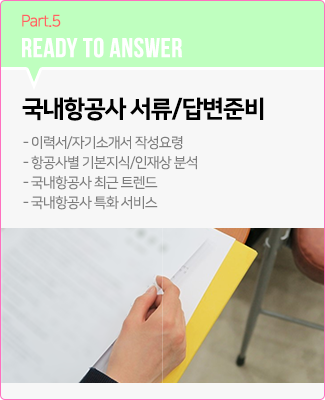 Part.5
READY TO ANSWER
국내항공사 서류/답변준비
- 이력서/자기소개서 작성요령
- 항공사별 기본지식/인재상 분석
- 국내항공사 최근 트렌드
- 국내항공사 특화 서비스